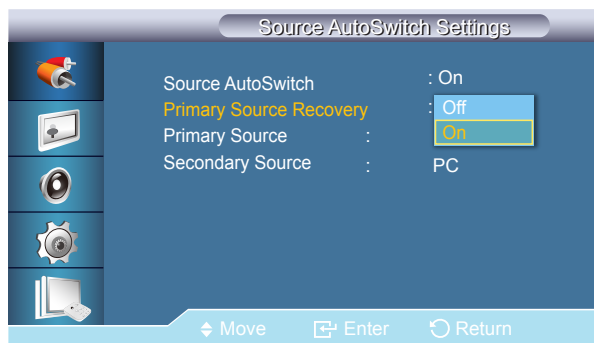 Source AutoSwitch Settings
Source AutoSwitch : On
Primary Source Recovery : Off
On
Primary Source :
Secondary Source : PC
Move Enter Return